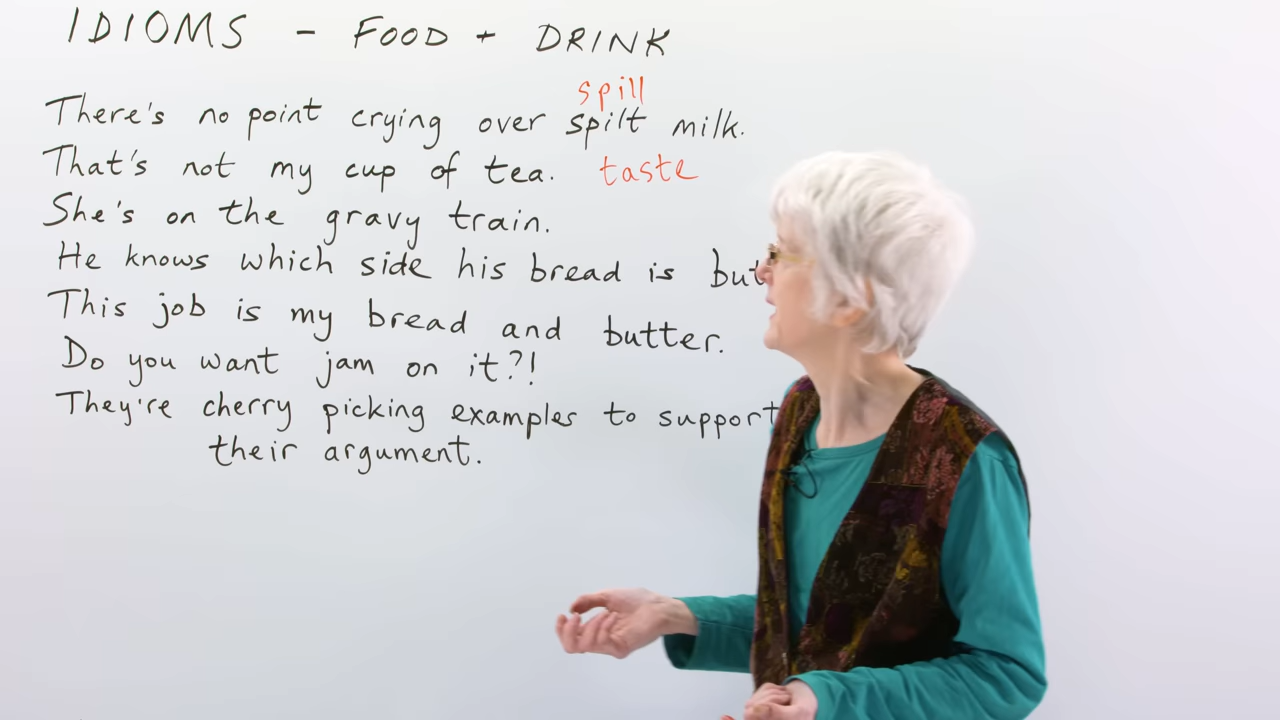 IDIOMS - FOOD + DRINK
spill
There's no point crying over spilt milk.
That's not my cup of tea. taste
She's on the gravy train.
He knows which side his bread is but
This job is my bread and butter.
Do you want jam on it?!
They're cherry picking examples to support
their argument.